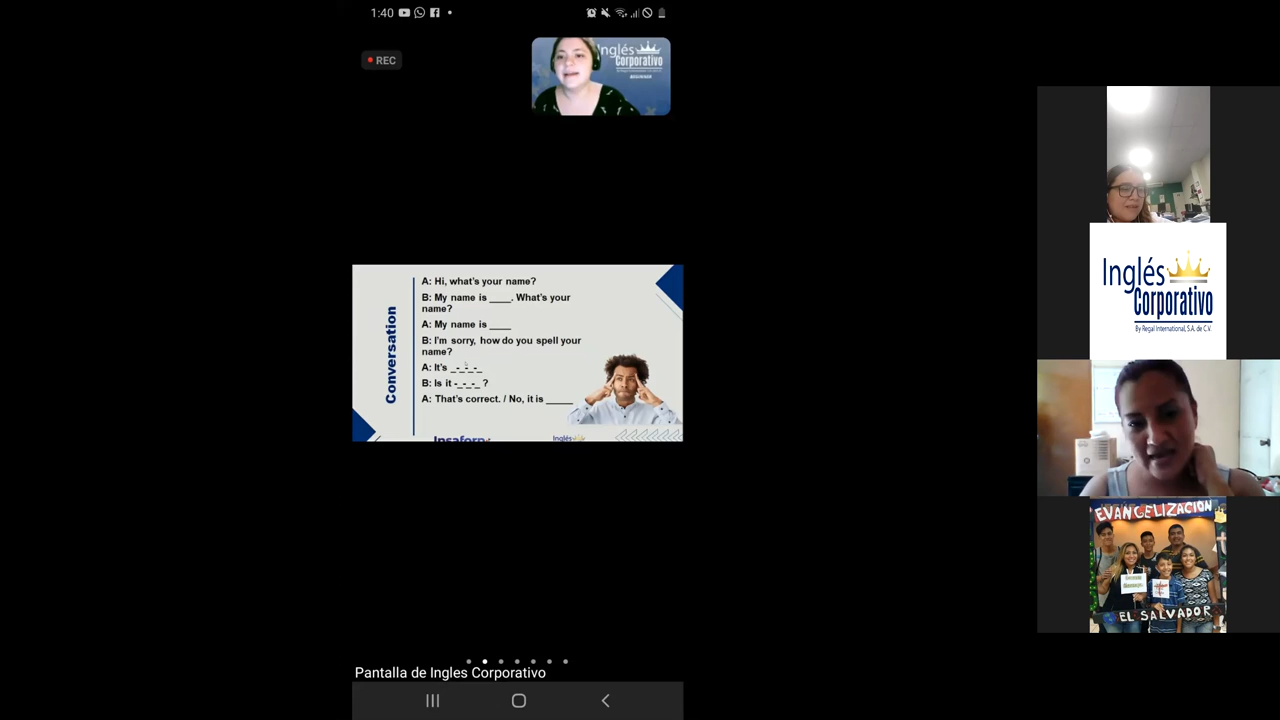 1:40
REC
Inglés
Corporativo
BEGINNER
Conversation
A: Hi, what's your name?
B: My name is ____. What's your
name?
A: My name is ____
B: I'm sorry, how do you spell your
name?
A: It's _-_-_-_
B: Is it -_-_-_ ?
A: That's correct. / No, it is _____
Insaforp
Inglés
Pantalla de Ingles Corporativo
Inglés
Corporativo
By Regal International, S.A. de C.V.
EVANGELIZACION
EL SALVADOR